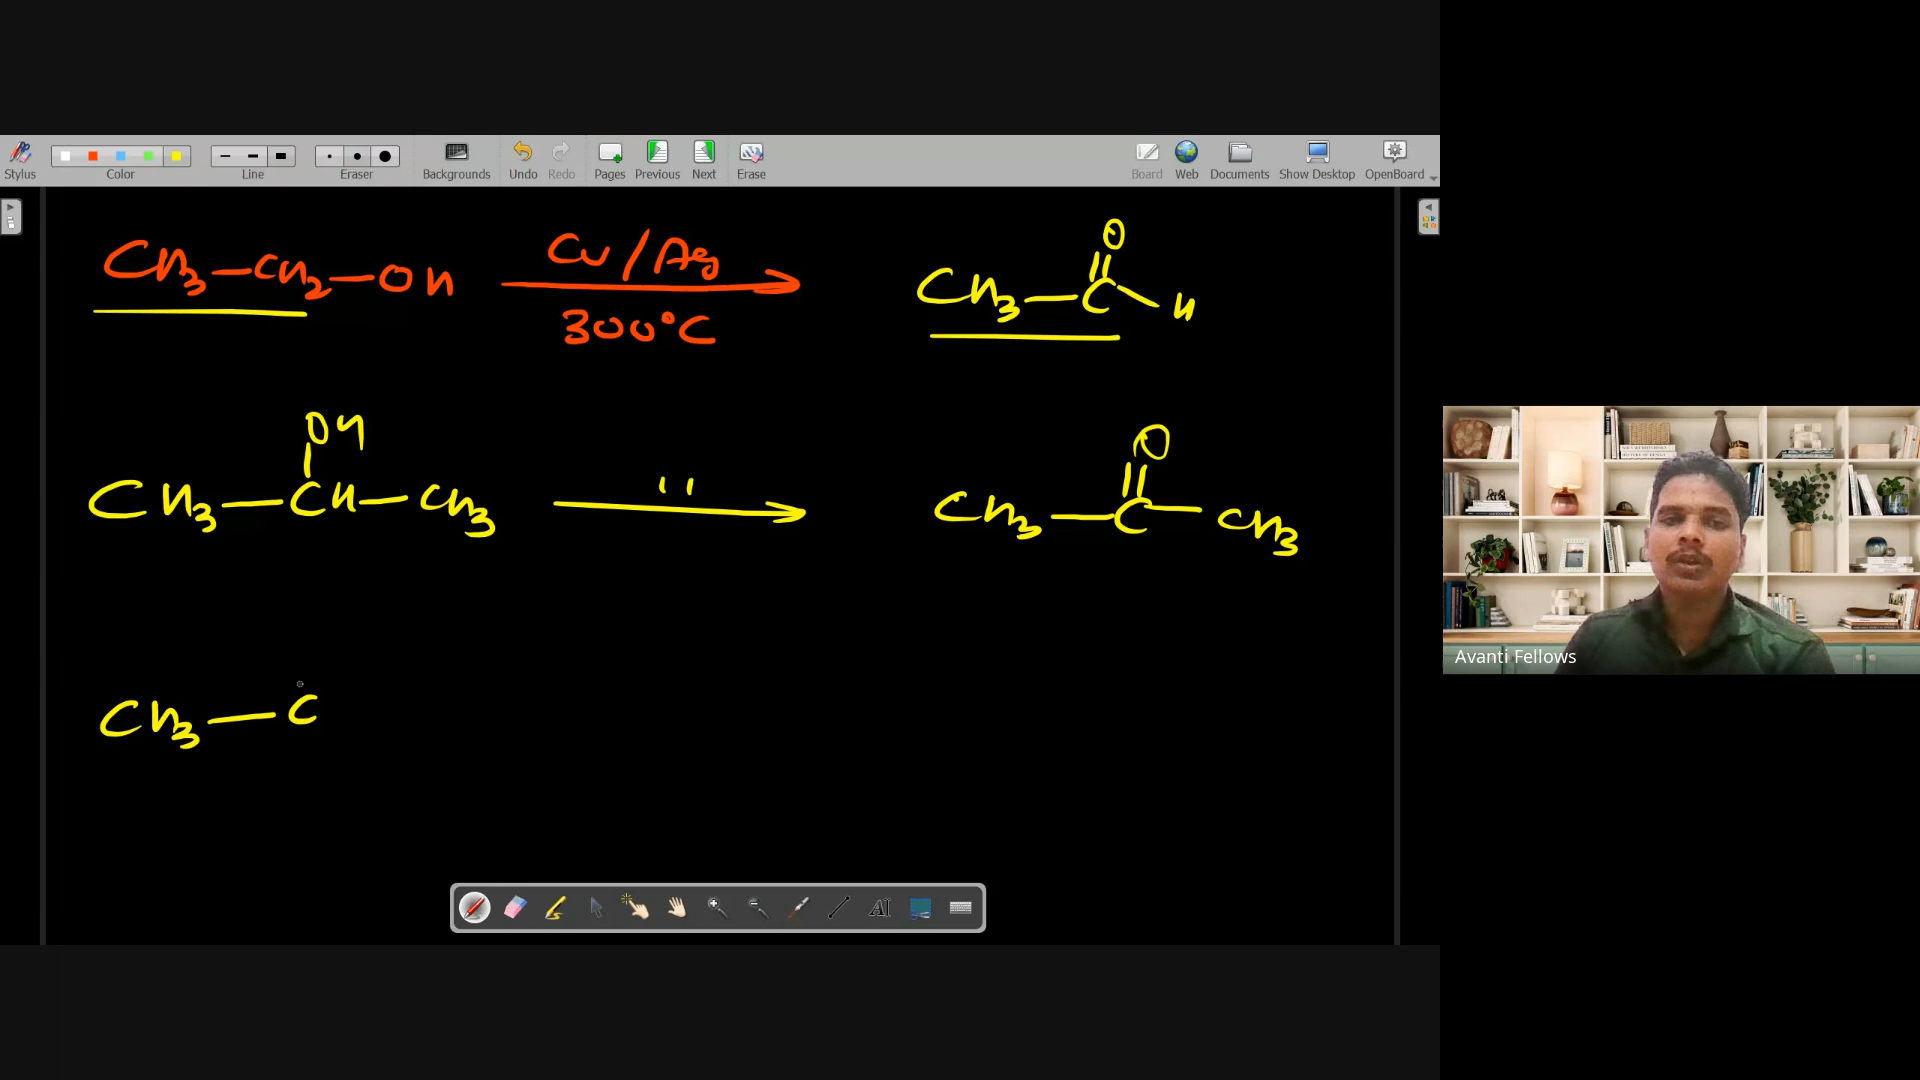 Stylus Color Line Eraser Backgrounds Undo Redo Pages Previous Next Erase Board Web Documents Show Desktop OpenBoard
CH3—CH2—OH Cu/Ag 300°C CH3—C(=O)—H
OH O
CH3—CH—CH3 '' CH3—C—CH3
CH3—C
AI
Avanti Fellows